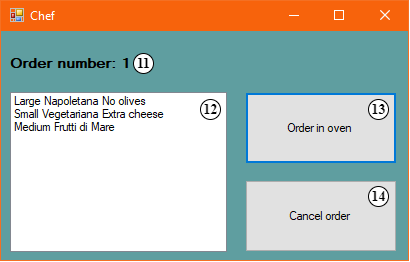 Chef
Order number: 1 11
12
Large Napoletana No olives
Small Vegetariana Extra cheese
Medium Frutti di Mare
13
Order in oven
14
Cancel order